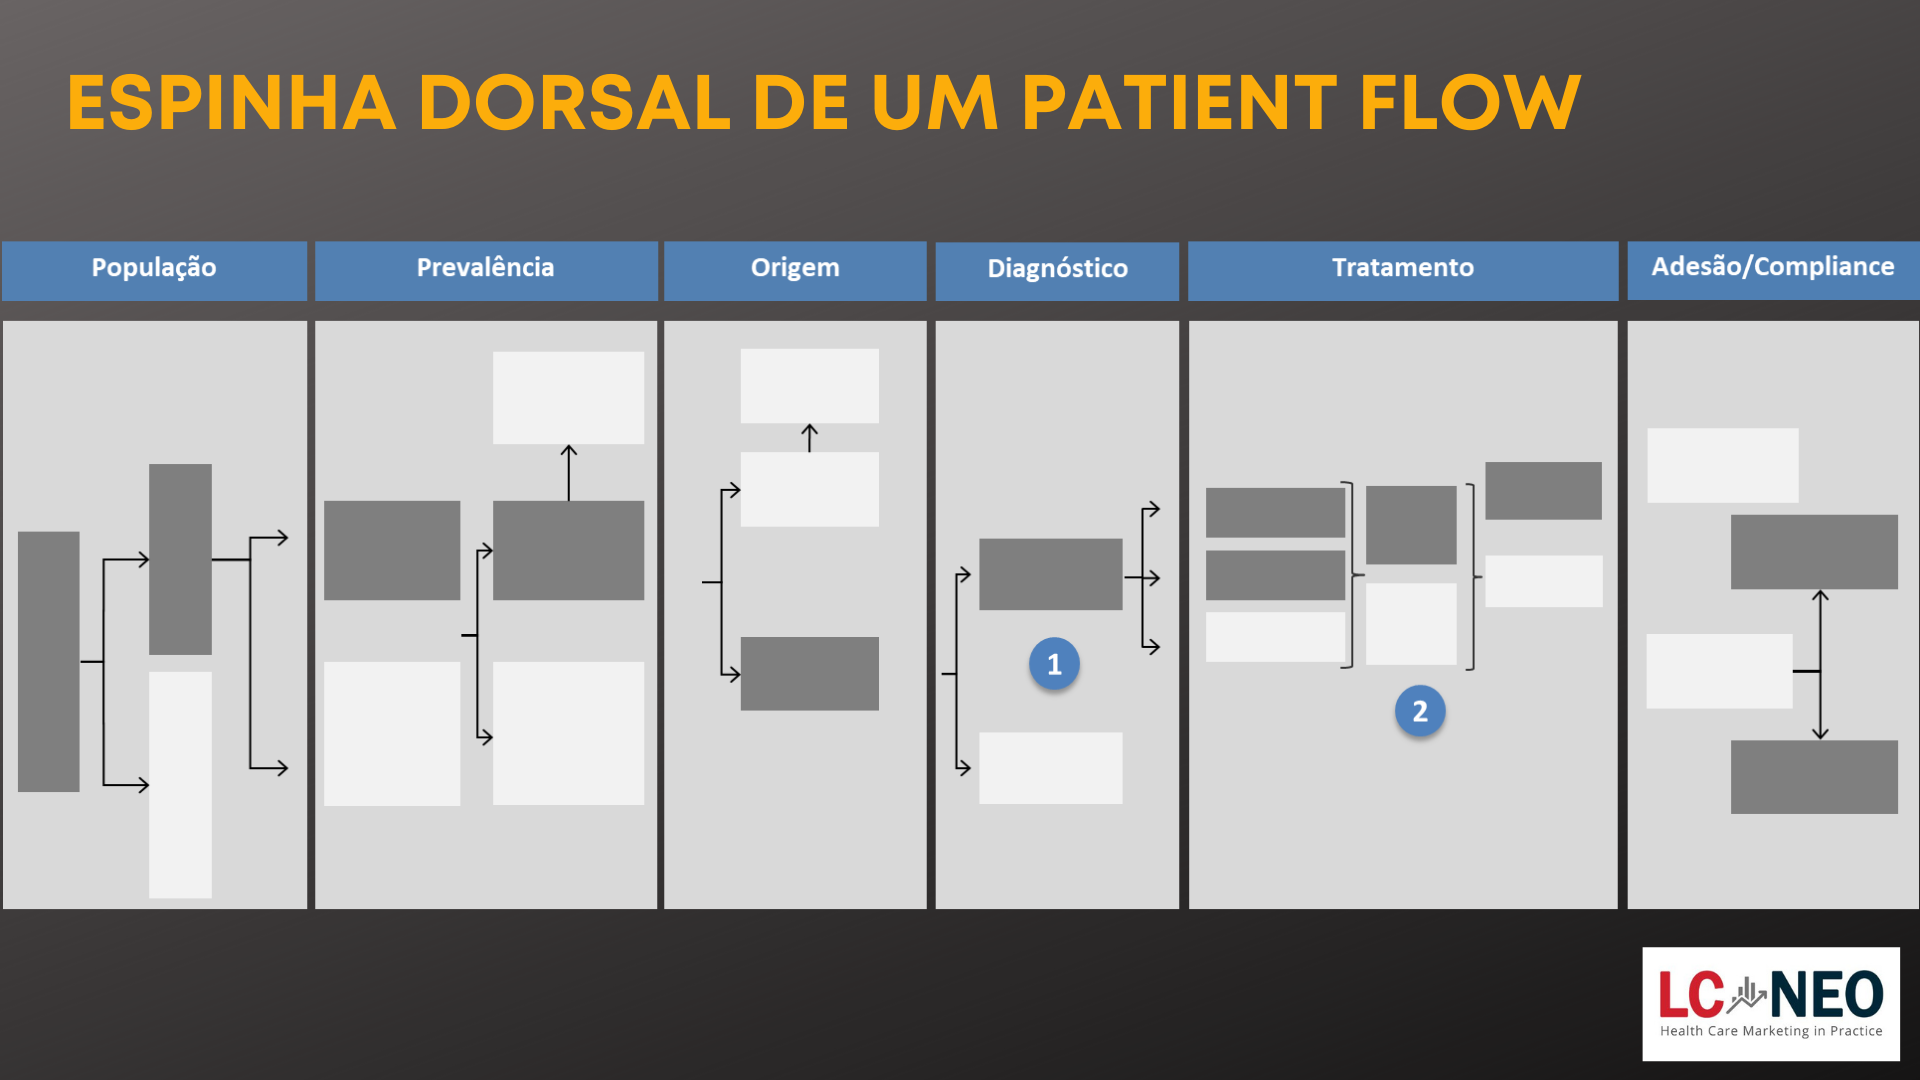 ESPINHA DORSAL DE UM PATIENT FLOW
População
Prevalência
Origem
Diagnóstico
Tratamento
Adesão/Compliance
1
2
LC NEO
Health Care Marketing in Practice